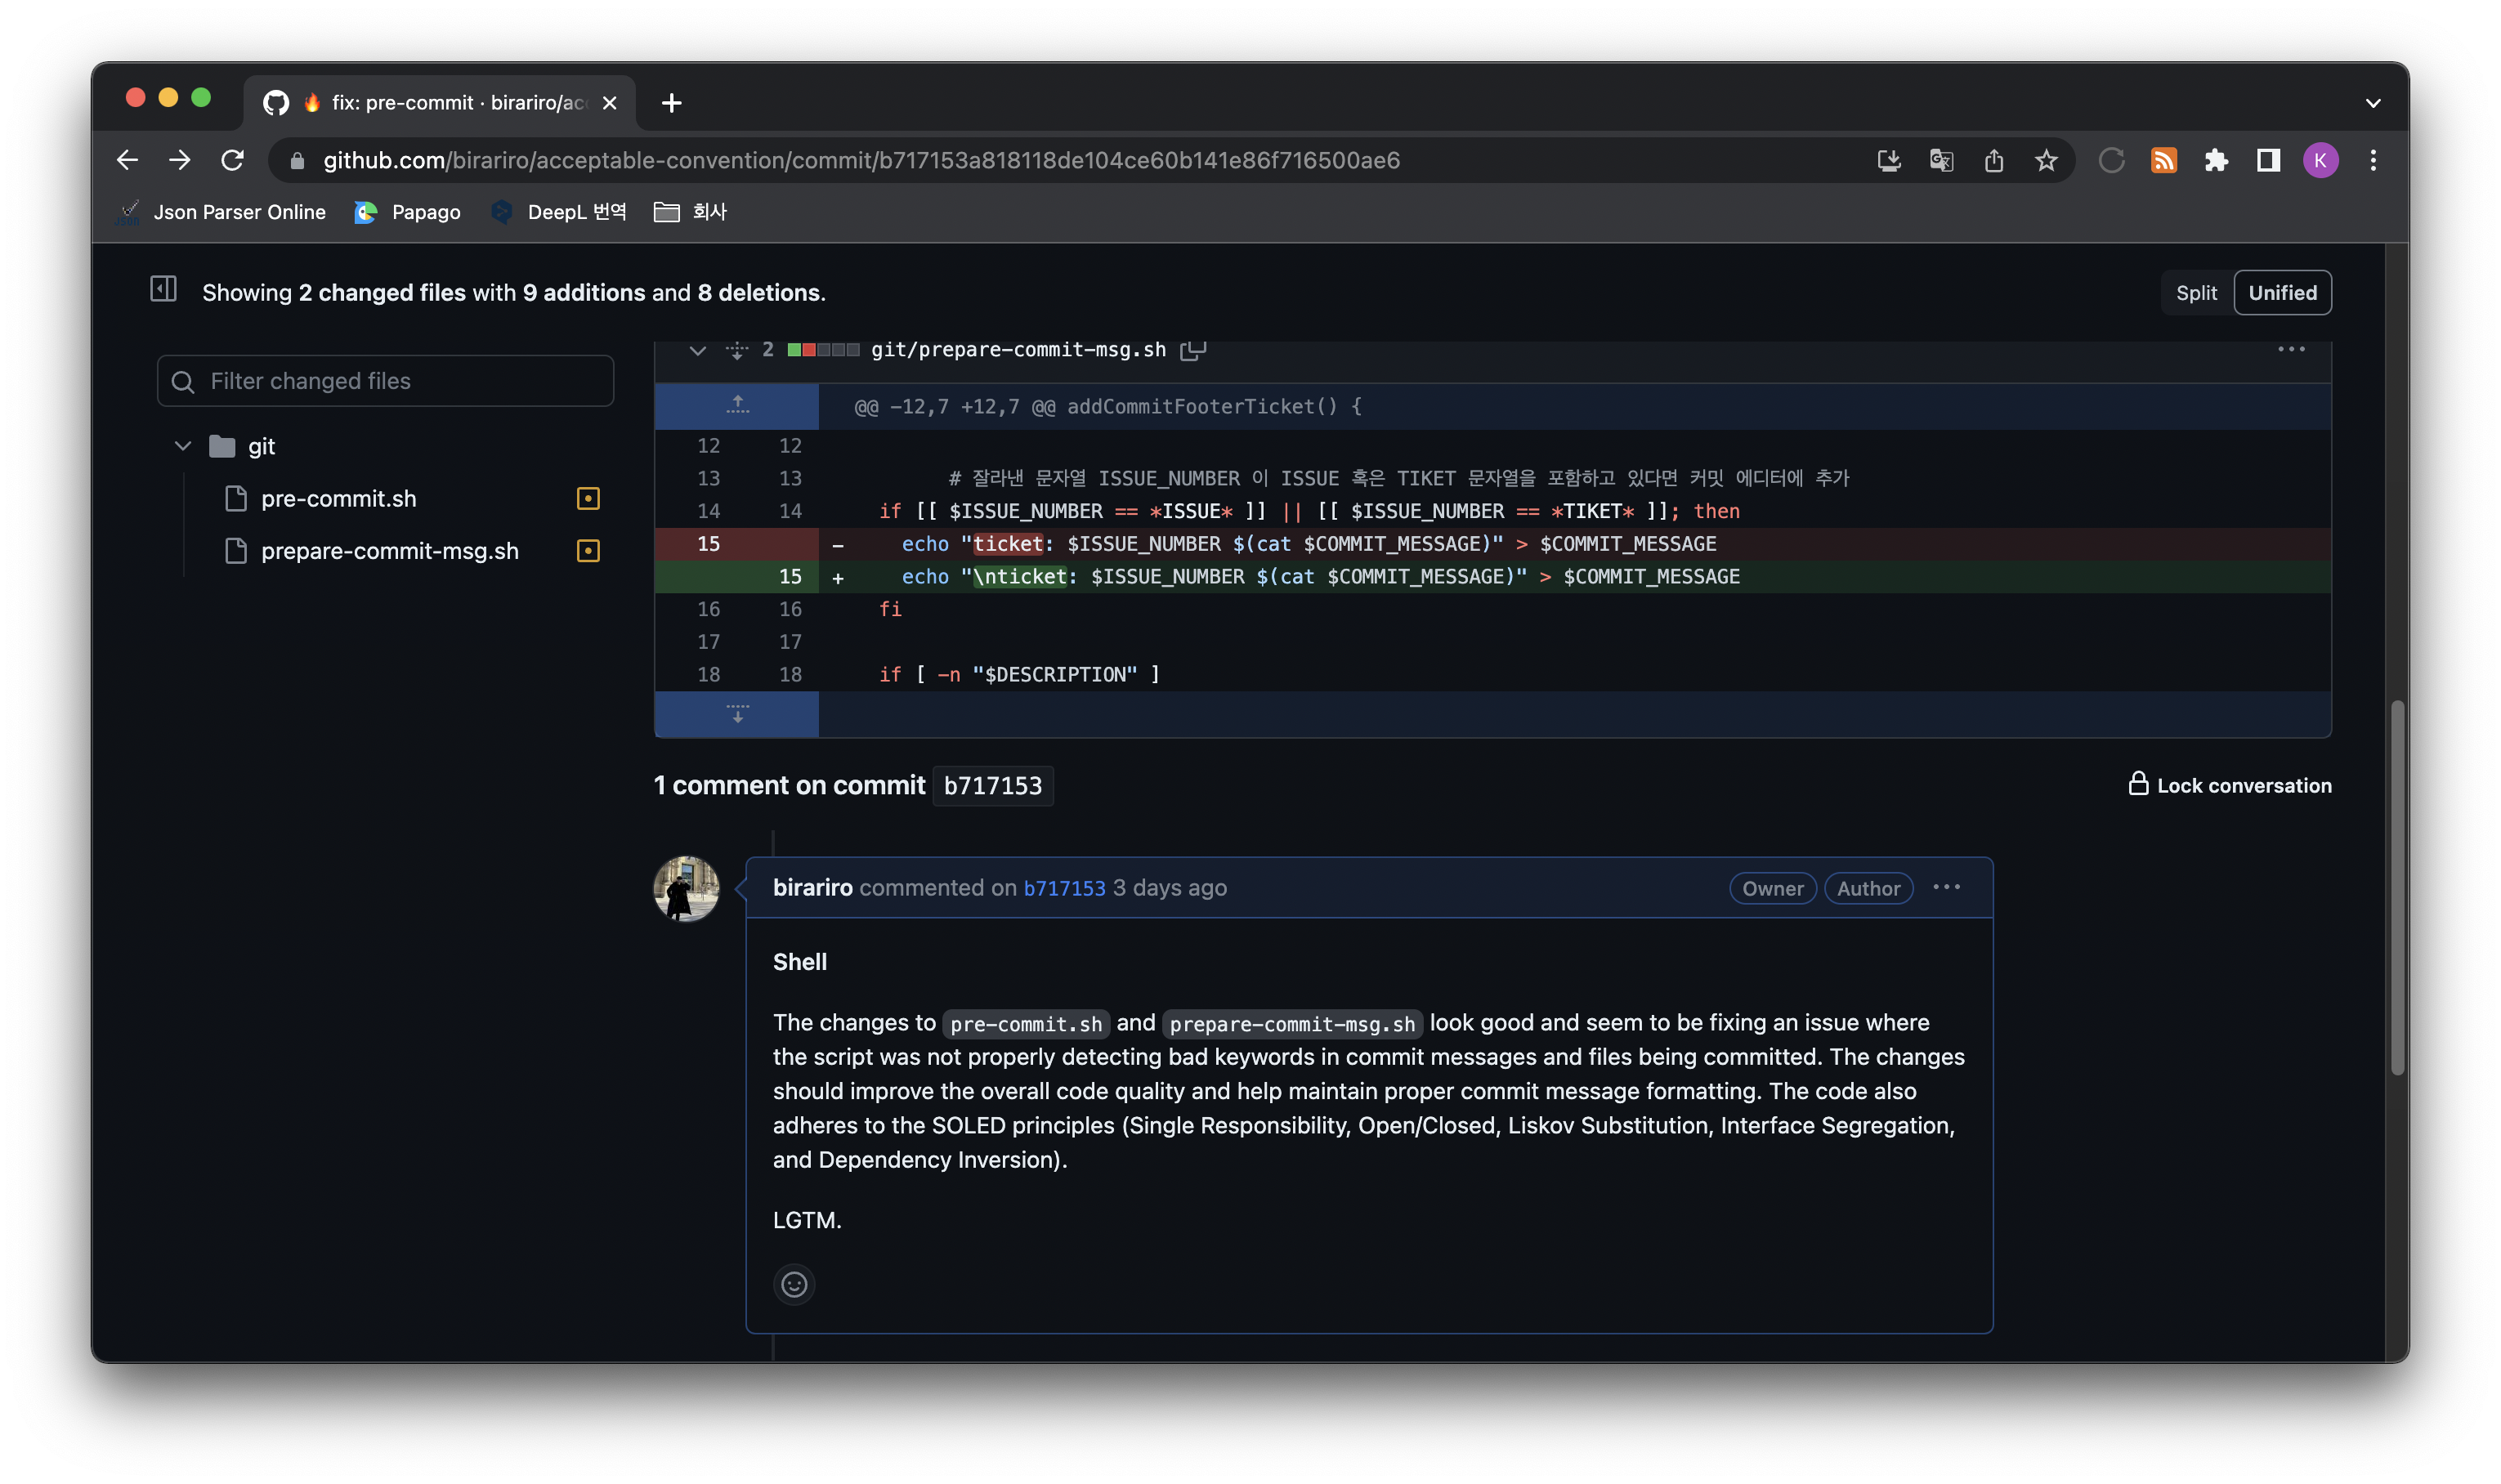 🔥 fix: pre-commit · birariro/acc
github.com/birariro/acceptable-convention/commit/b717153a818118de104ce60b141e86f716500ae6
K
Json Parser Online Papago DeepL 번역 회사
Showing 2 changed files with 9 additions and 8 deletions.
Split Unified
Filter changed files
git
pre-commit.sh
prepare-commit-msg.sh
2 git/prepare-commit-msg.sh
@@ -12,7 +12,7 @@ addCommitFooterTicket() {
12 12
13 13 # 잘라낸 문자열 ISSUE_NUMBER 이 ISSUE 혹은 TIKET 문자열을 포함하고 있다면 커밋 에디터에 추가
14 14 if [[ $ISSUE_NUMBER == *ISSUE* ]] || [[ $ISSUE_NUMBER == *TIKET* ]]; then
15 - echo "ticket: $ISSUE_NUMBER $(cat $COMMIT_MESSAGE)" > $COMMIT_MESSAGE
15 + echo "\nticket: $ISSUE_NUMBER $(cat $COMMIT_MESSAGE)" > $COMMIT_MESSAGE
16 16 fi
17 17
18 18 if [ -n "$DESCRIPTION" ]
1 comment on commit b717153
Lock conversation
birariro commented on b717153 3 days ago
Owner Author
Shell
The changes to pre-commit.sh and prepare-commit-msg.sh look good and seem to be fixing an issue where
the script was not properly detecting bad keywords in commit messages and files being committed. The changes
should improve the overall code quality and help maintain proper commit message formatting. The code also
adheres to the SOLED principles (Single Responsibility, Open/Closed, Liskov Substitution, Interface Segregation,
and Dependency Inversion).
LGTM.